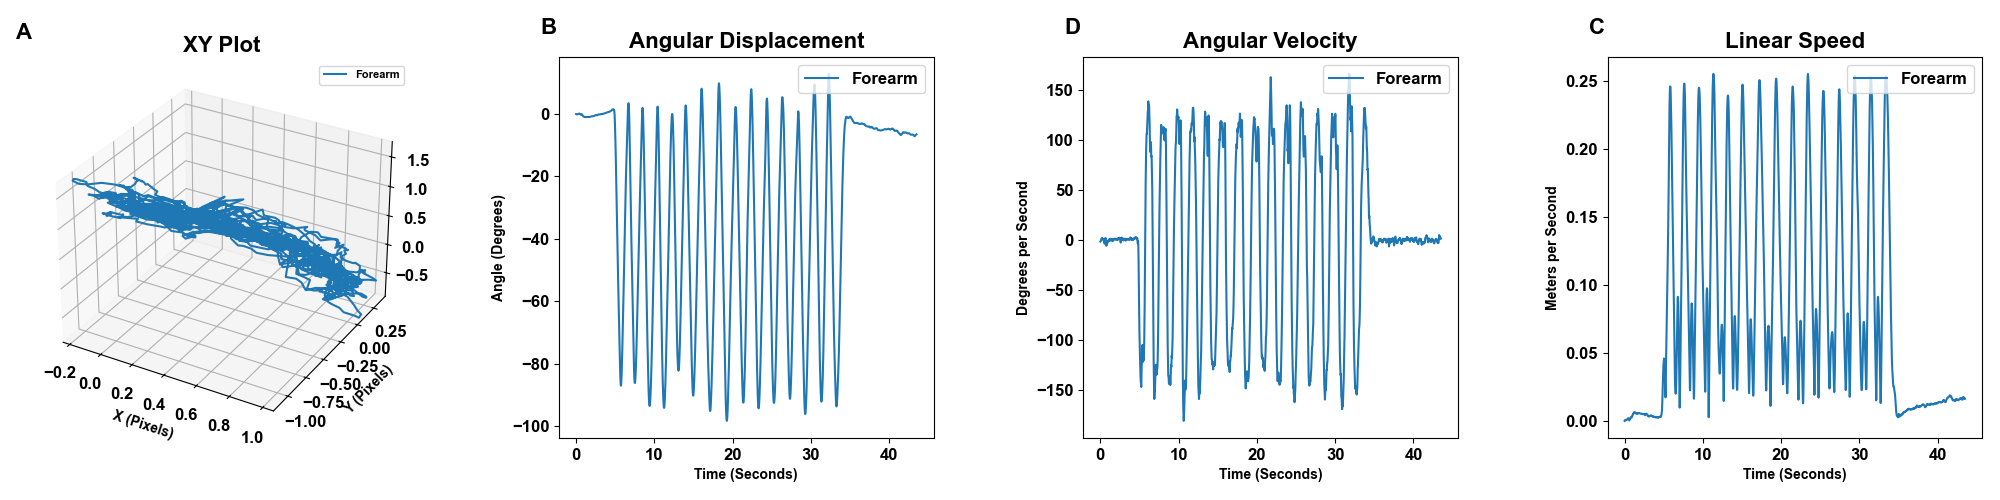 A
XY Plot
Forearm
1.5
1.0
0.5
0.0
−0.5
0.25
0.00
−0.25
−0.50
−0.75
−1.00
Y (Pixels)
−0.2
0.0
0.2
0.4
0.6
0.8
1.0
X (Pixels)
B
Angular Displacement
Forearm
0
−20
−40
−60
−80
−100
Angle (Degrees)
0 10 20 30 40
Time (Seconds)
D
Angular Velocity
Forearm
150
100
50
0
−50
−100
−150
Degrees per Second
0 10 20 30 40
Time (Seconds)
C
Linear Speed
Forearm
0.25
0.20
0.15
0.10
0.05
0.00
Meters per Second
0 10 20 30 40
Time (Seconds)